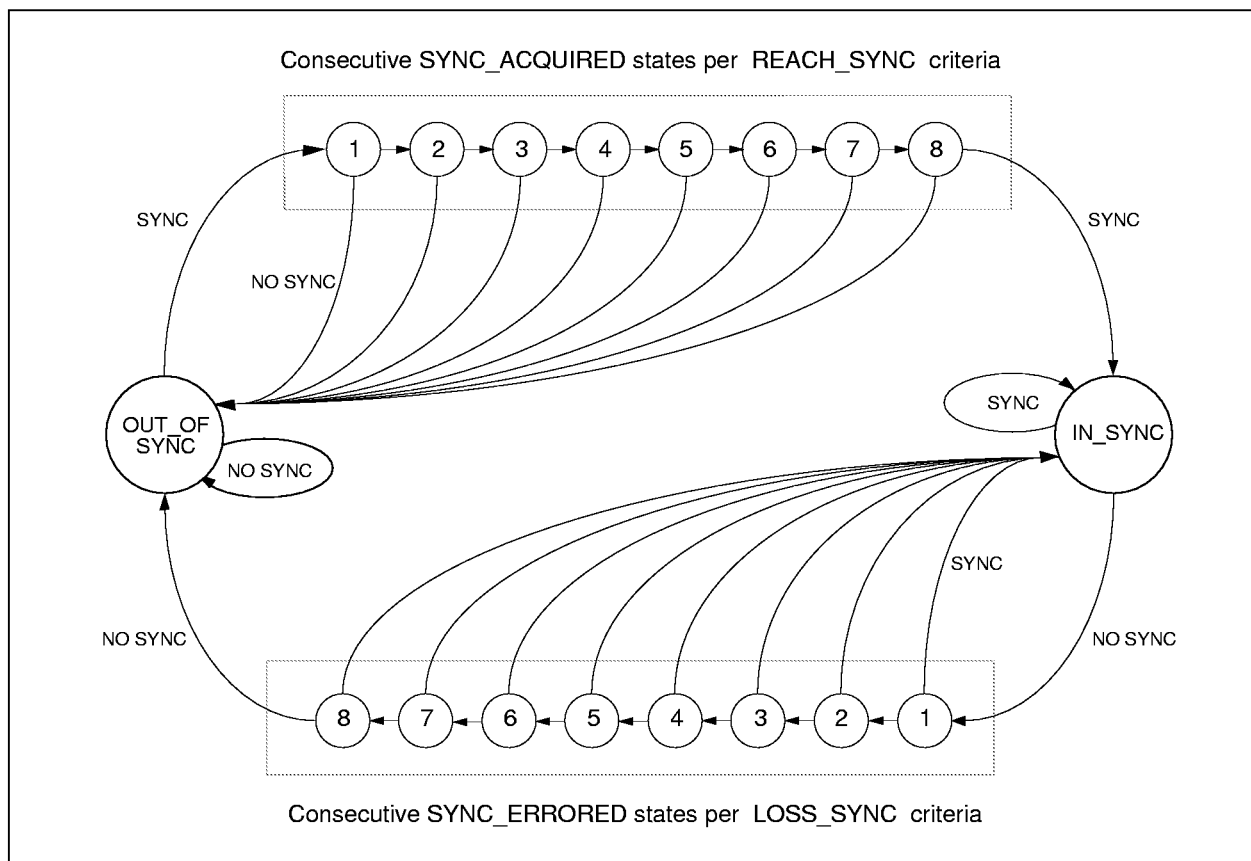 Consecutive SYNC_ACQUIRED states per REACH_SYNC criteria
1 2 3 4 5 6 7 8
SYNC
SYNC
NO SYNC
SYNC
OUT_OF
SYNC
IN_SYNC
NO SYNC
SYNC
NO SYNC
NO SYNC
8 7 6 5 4 3 2 1
Consecutive SYNC_ERRORED states per LOSS_SYNC criteria